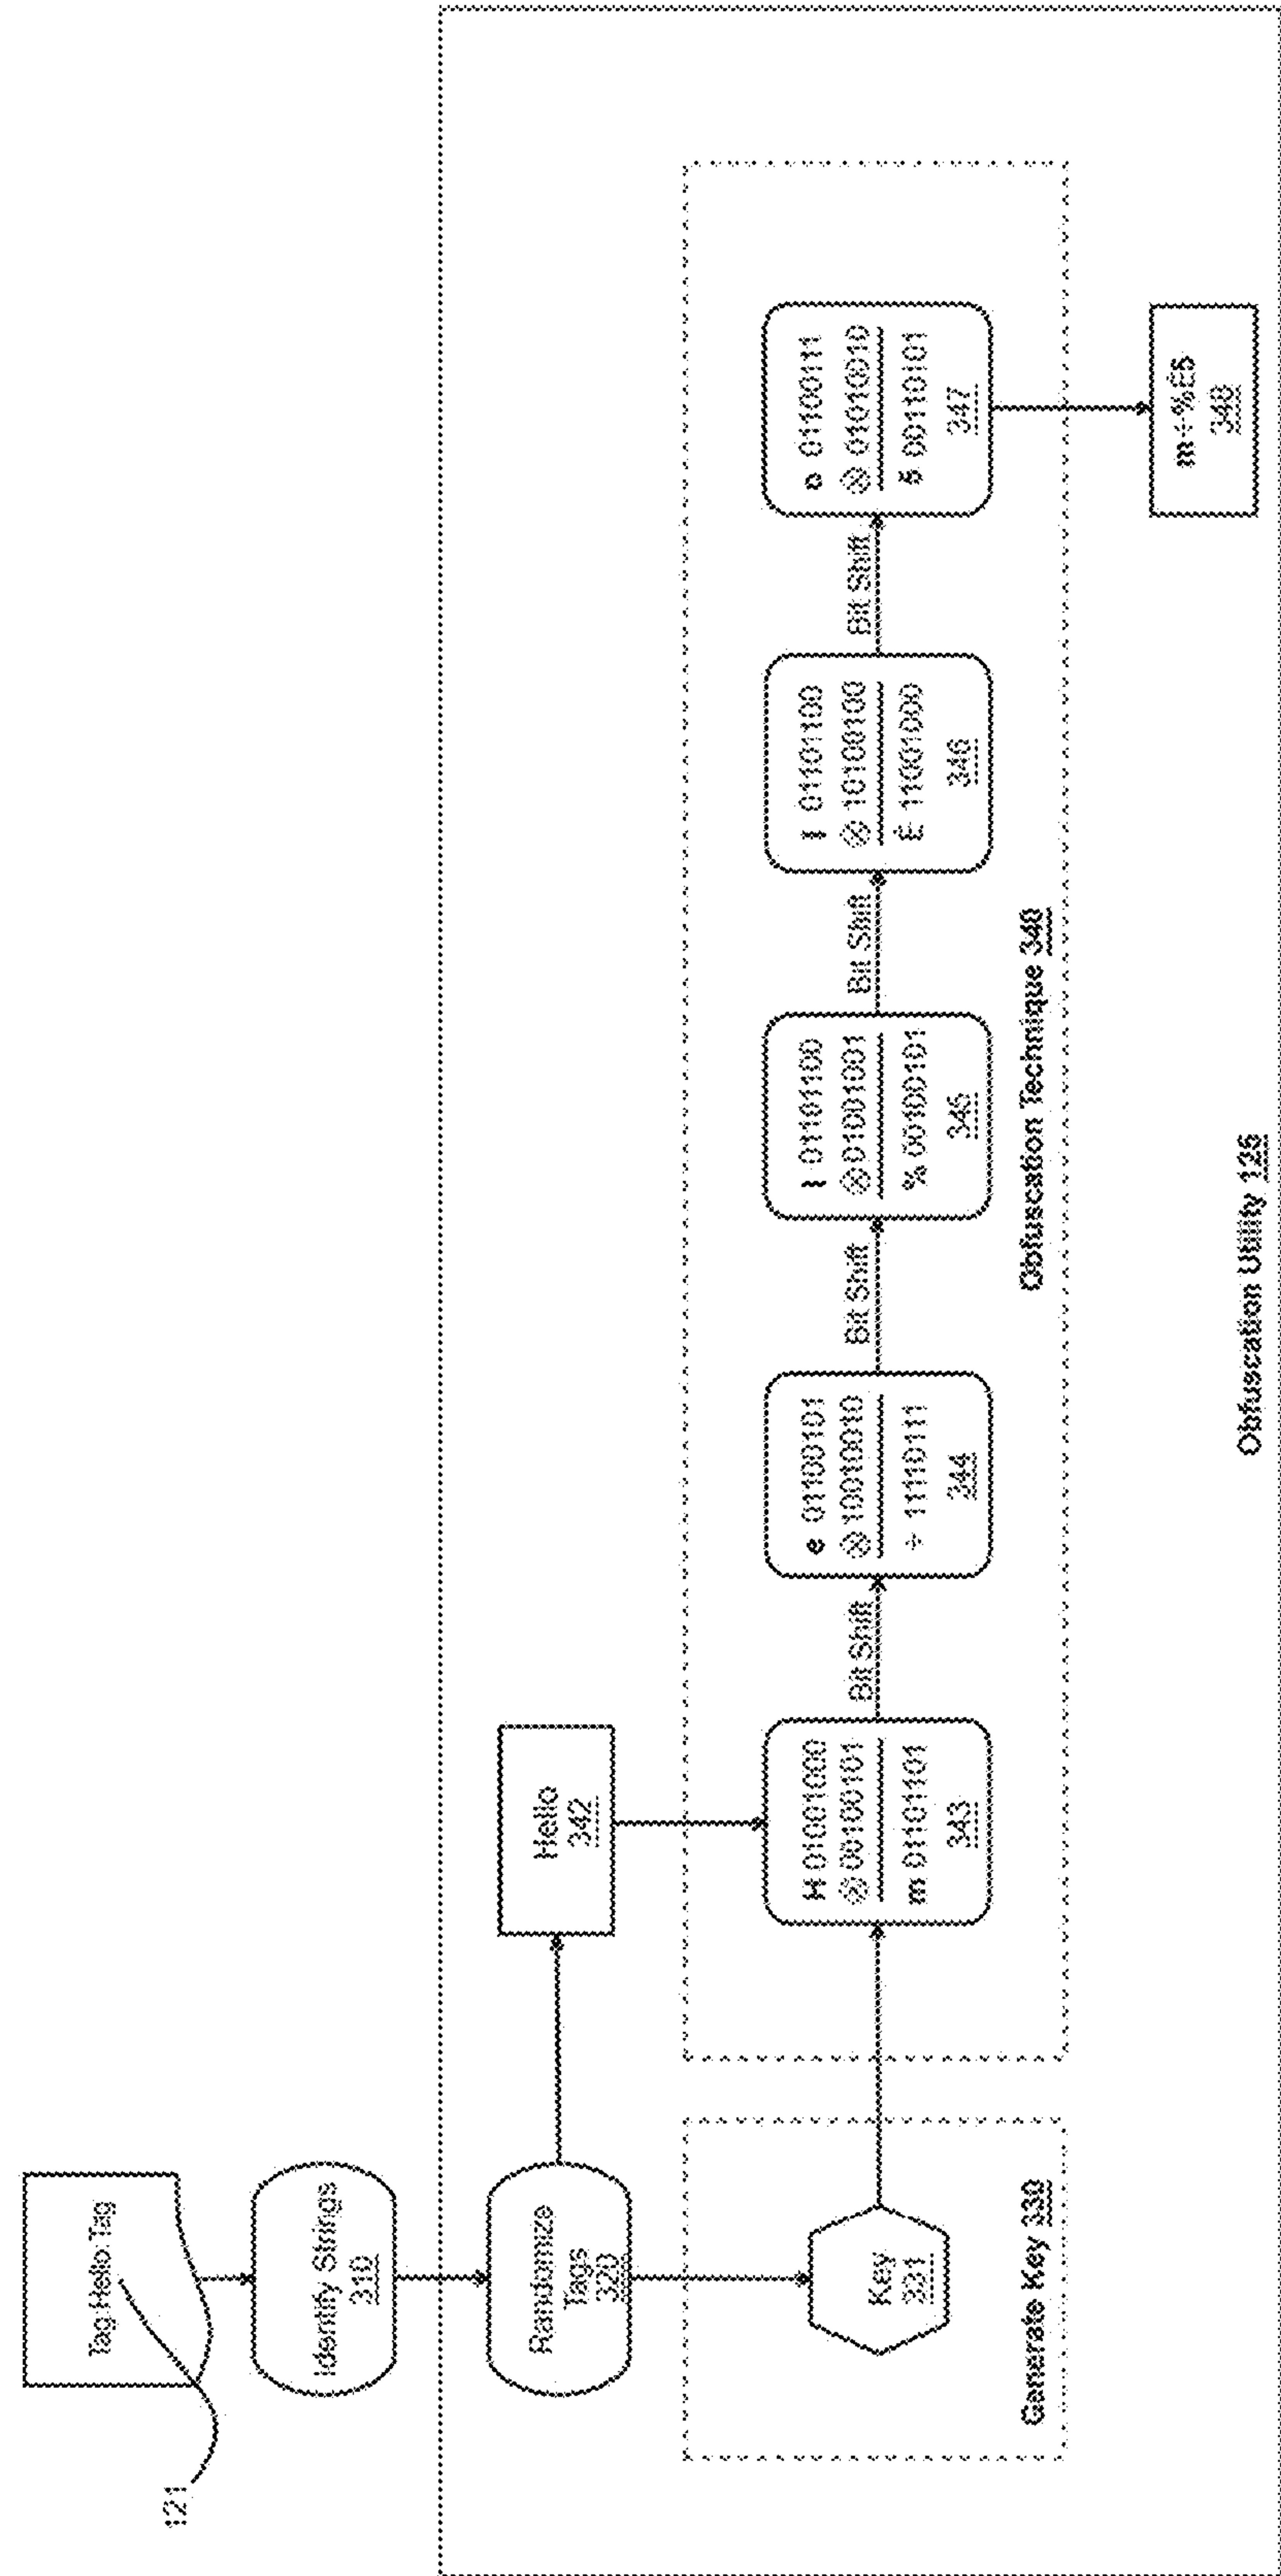 121
Tag:Hello:Tag
Identify Strings
310
Randomize
Tags
320
Hello
342
Key
331
Generate Key 330
H 01001000
⊗ 00100101
m 01101101
343
Bit Shift
e 01100101
⊗ 10010010
÷ 11110111
344
Bit Shift
l 01101100
⊗ 01001001
% 00100101
345
Bit Shift
l 01101100
⊗ 10100100
È 11001000
346
Bit Shift
o 01100111
⊗ 01010010
5 00110101
347
Obfuscation Technique 340
m÷%È5
348
Obfuscation Utility 125